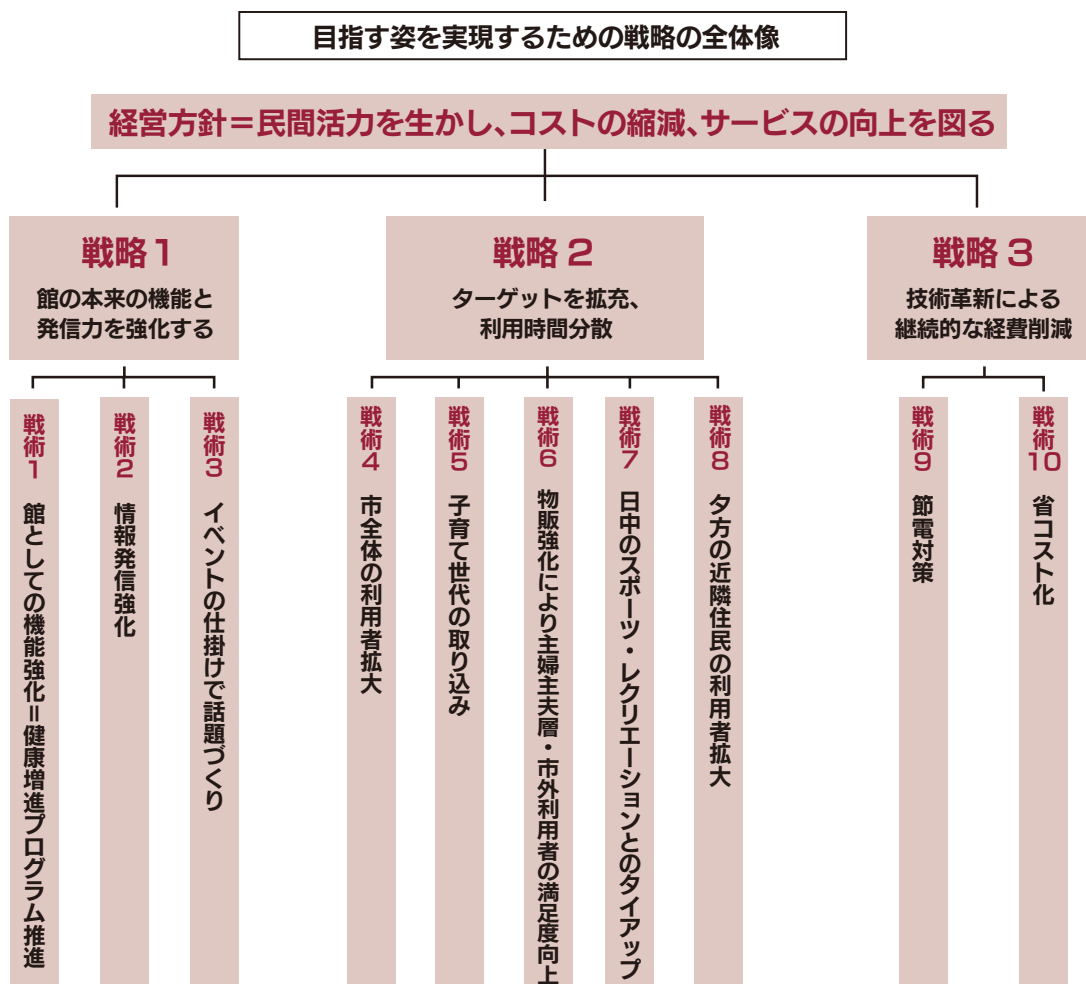 目指す姿を実現するための戦略の全体像
経営方針＝民間活力を生かし、コストの縮減、サービスの向上を図る
戦略1
館の本来の機能と
発信力を強化する
戦略2
ターゲットを拡充、
利用時間分散
戦略3
技術革新による
継続的な経費削減
戦術1 館としての機能強化＝健康増進プログラム推進
戦術2 情報発信強化
戦術3 イベントの仕掛けで話題づくり
戦術4 市全体の利用者拡大
戦術5 子育て世代の取り込み
戦術6 物販強化により主婦主夫層・市外利用者の満足度向上
戦術7 日中のスポーツ・レクリエーションとのタイアップ
戦術8 夕方の近隣住民の利用者拡大
戦術9 節電対策
戦術10 省コスト化